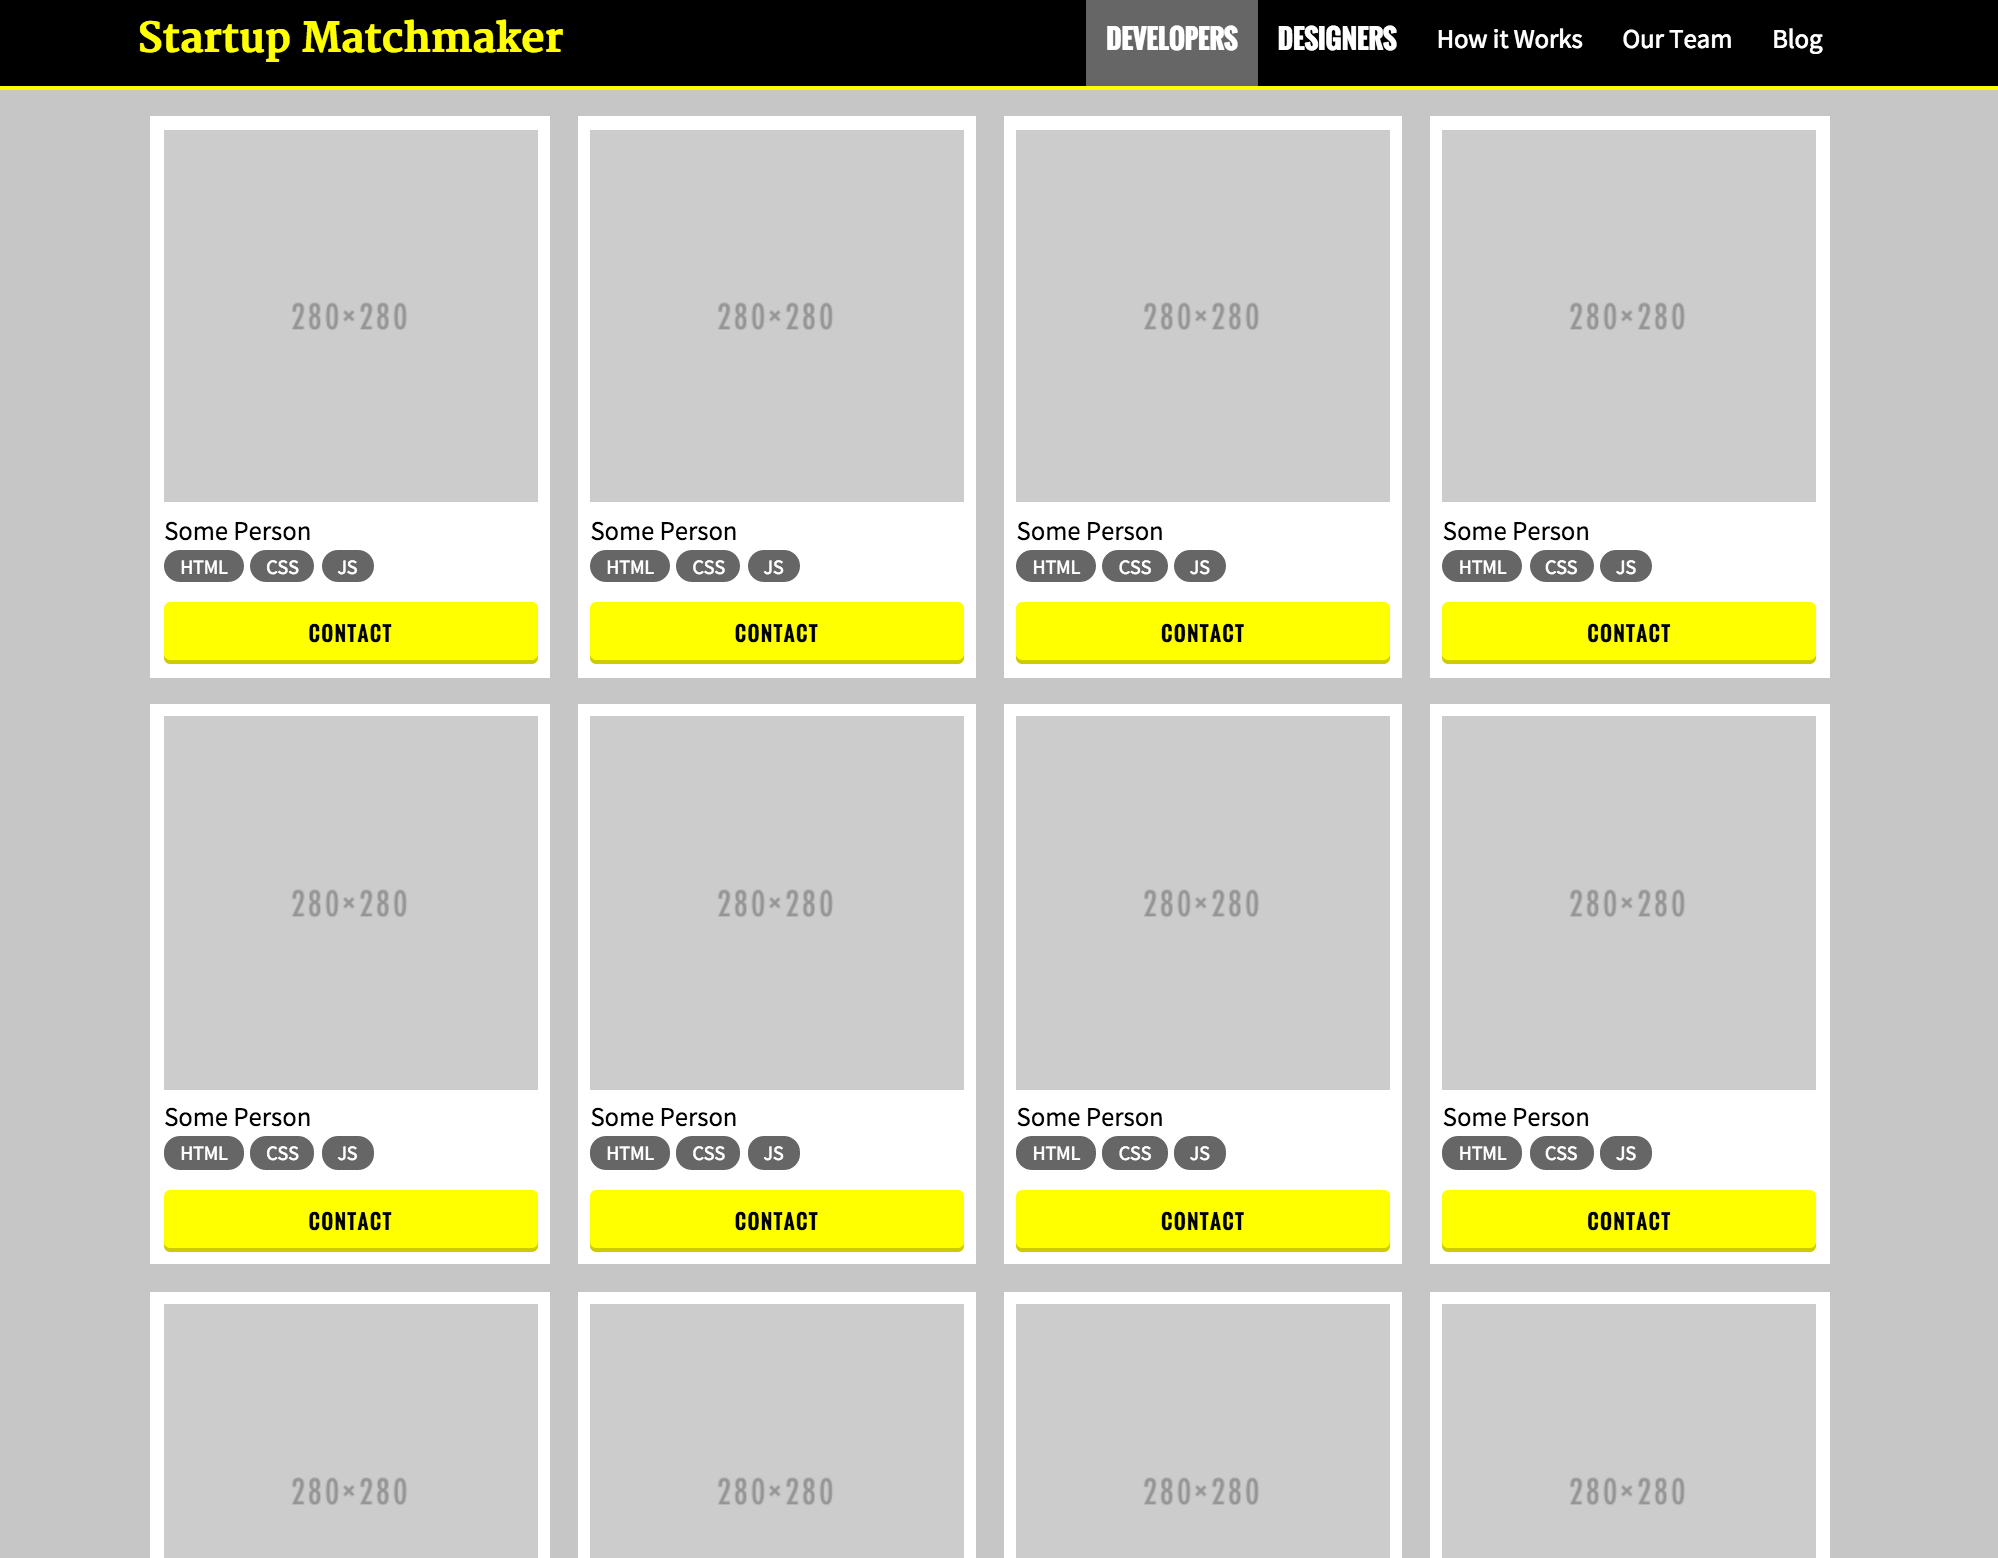 Startup Matchmaker DEVELOPERS DESIGNERS How it Works Our Team Blog
280×280 280×280 280×280 280×280
Some Person Some Person Some Person Some Person
HTML CSS JS HTML CSS JS HTML CSS JS HTML CSS JS
CONTACT CONTACT CONTACT CONTACT
280×280 280×280 280×280 280×280
Some Person Some Person Some Person Some Person
HTML CSS JS HTML CSS JS HTML CSS JS HTML CSS JS
CONTACT CONTACT CONTACT CONTACT
280×280 280×280 280×280 280×280